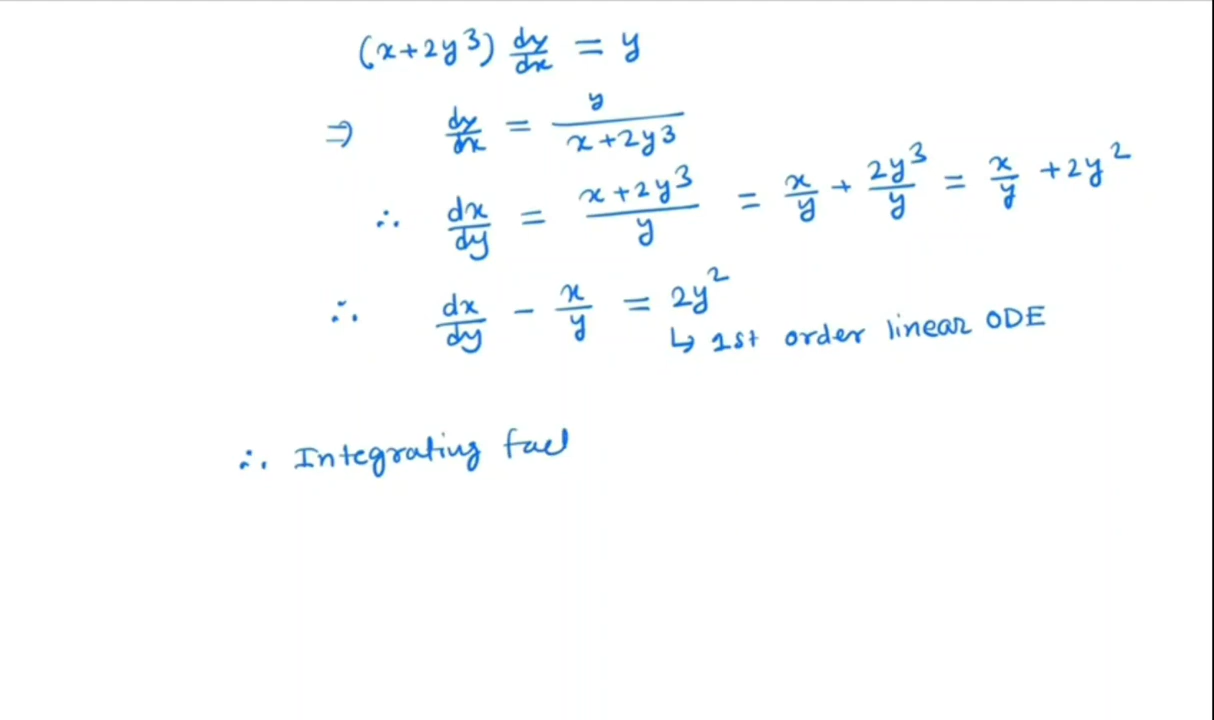 (x+2y³) dy/dx = y
⇒ dy/dx = y/(x+2y³)
∴ dx/dy = (x+2y³)/y = x/y + 2y³/y = x/y + 2y²
∴ dx/dy - x/y = 2y²
↳ 1st order linear ODE
∴ Integrating fact